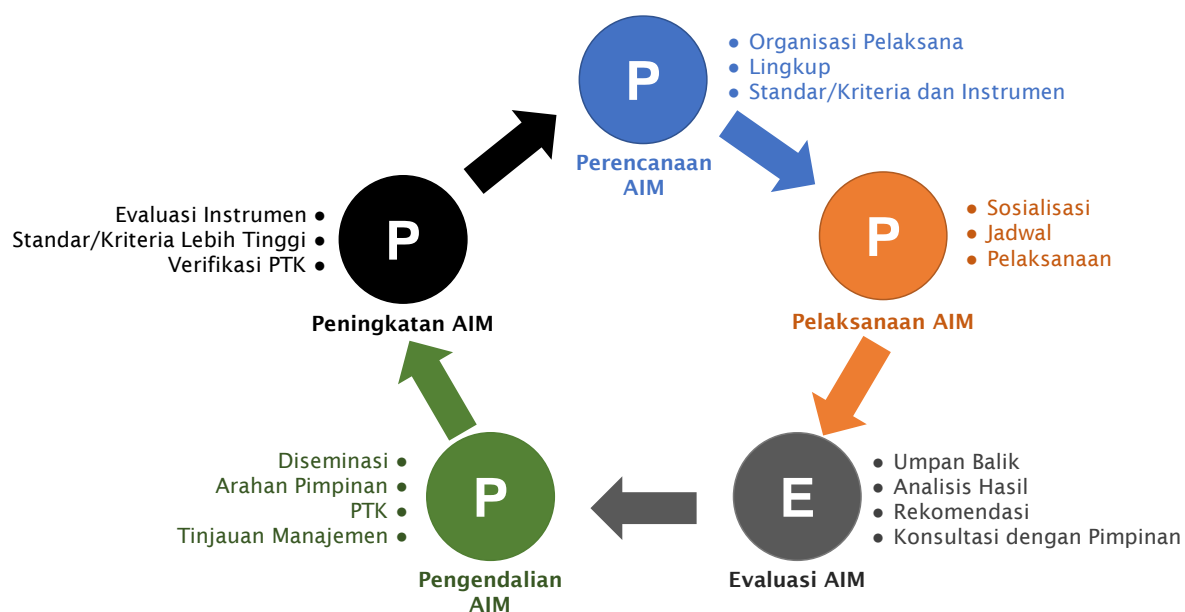 P
Perencanaan
AIM
• Organisasi Pelaksana
• Lingkup
• Standar/Kriteria dan Instrumen
P
Pelaksanaan AIM
• Sosialisasi
• Jadwal
• Pelaksanaan
E
Evaluasi AIM
• Umpan Balik
• Analisis Hasil
• Rekomendasi
• Konsultasi dengan Pimpinan
P
Pengendalian
AIM
Diseminasi •
Arahan Pimpinan •
PTK •
Tinjauan Manajemen •
P
Peningkatan AIM
Evaluasi Instrumen •
Standar/Kriteria Lebih Tinggi •
Verifikasi PTK •